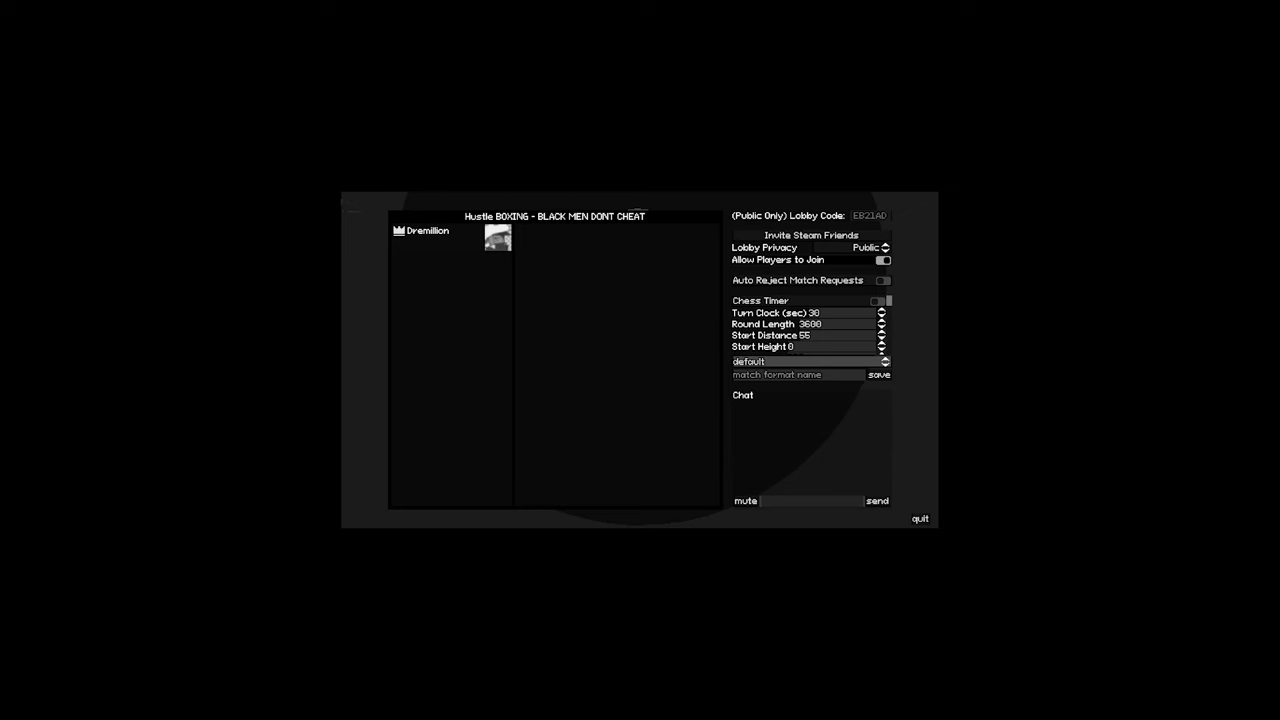 Hustle BOXING - BLACK MEN DONT CHEAT
Dremillion
(Public Only) Lobby Code: EB21AD
Invite Steam Friends
Lobby Privacy Public
Allow Players to Join
Auto Reject Match Requests
Chess Timer
Turn Clock (sec) 30
Round Length 3600
Start Distance 55
Start Height 0
default
match format name save
Chat
mute send
quit